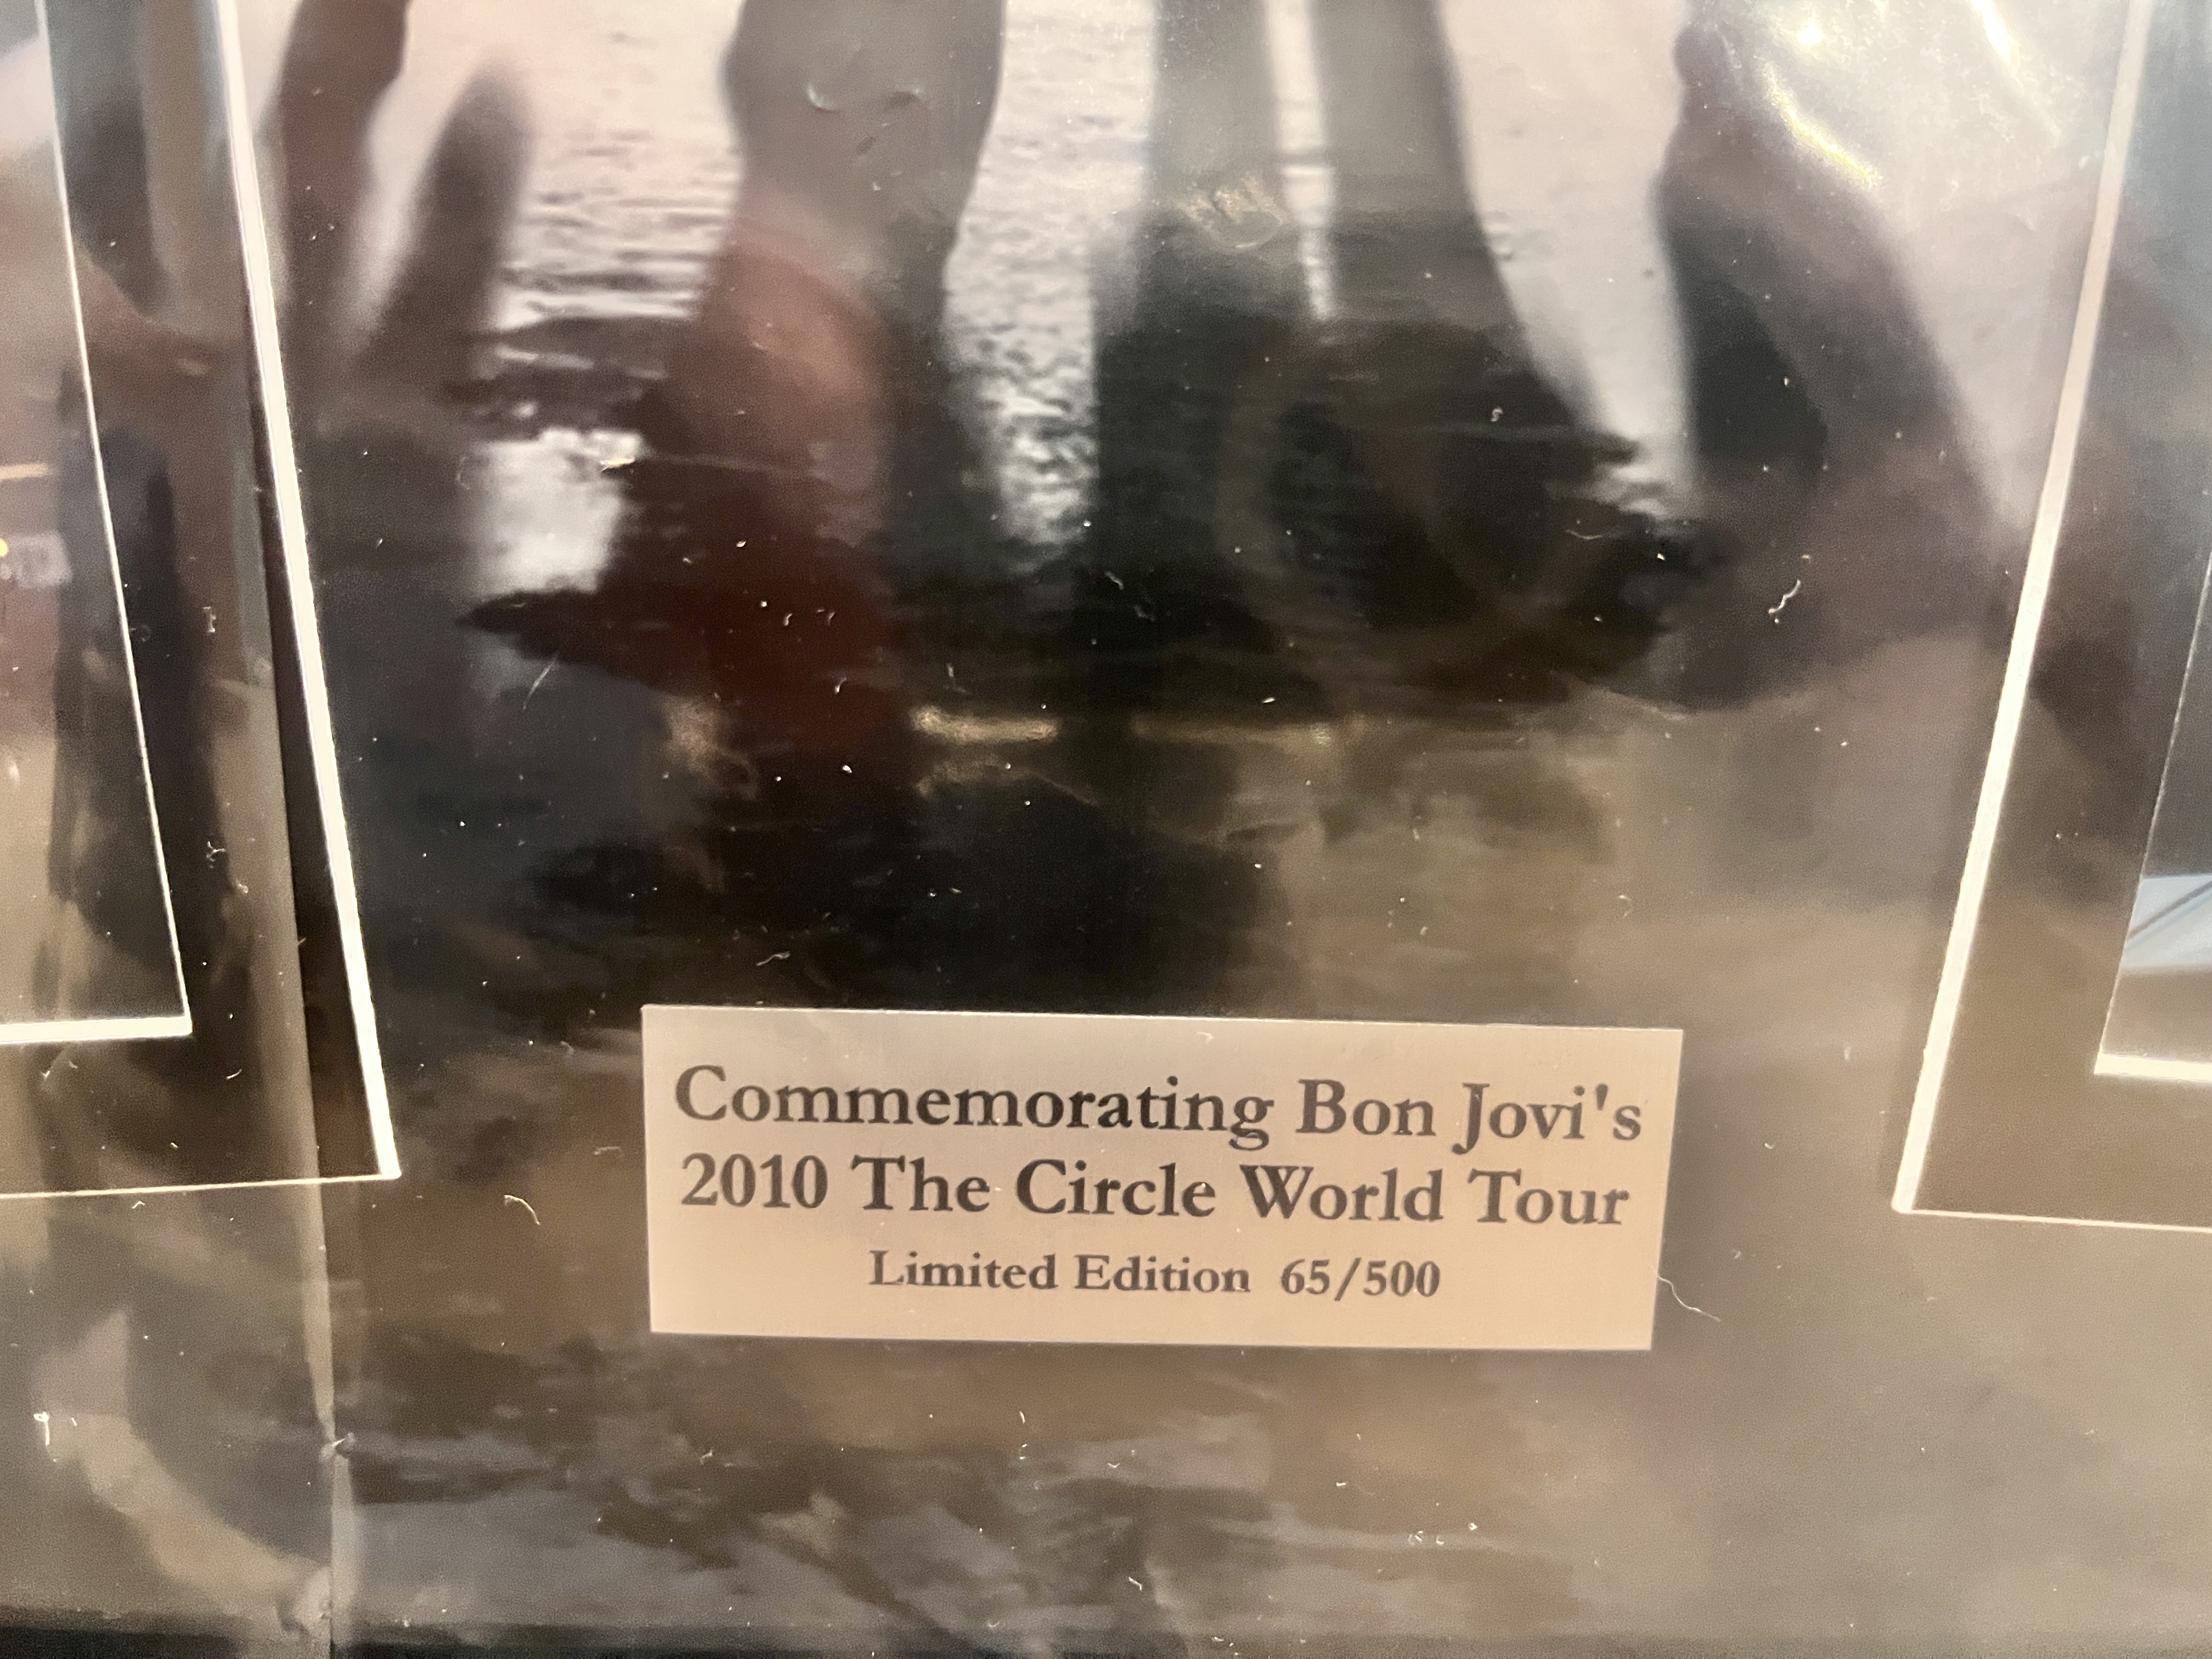 Commemorating Bon Jovi's
2010 The Circle World Tour
Limited Edition 65/500